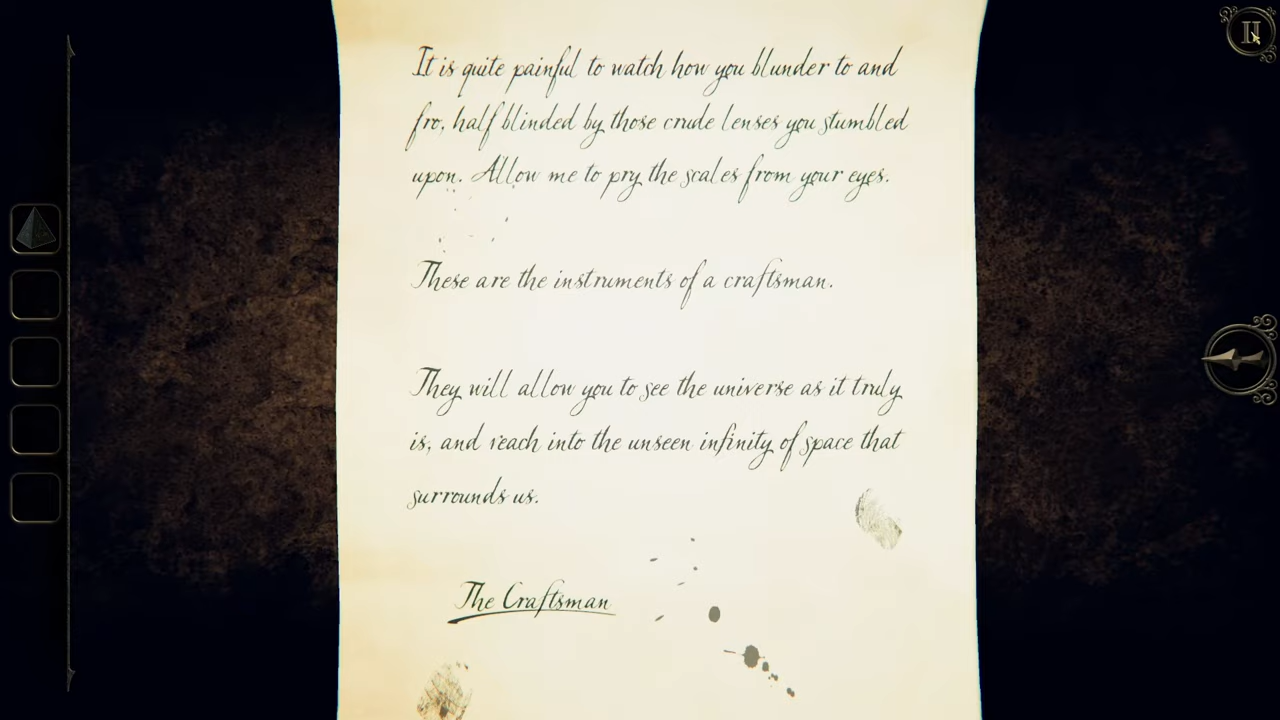 It is quite painful to watch how you blunder to and
fro, half blinded by those crude lenses you stumbled
upon. Allow me to pry the scales from your eyes.
These are the instruments of a craftsman.
They will allow you to see the universe as it truly
is, and reach into the unseen infinity of space that
surrounds us.
The Craftsman